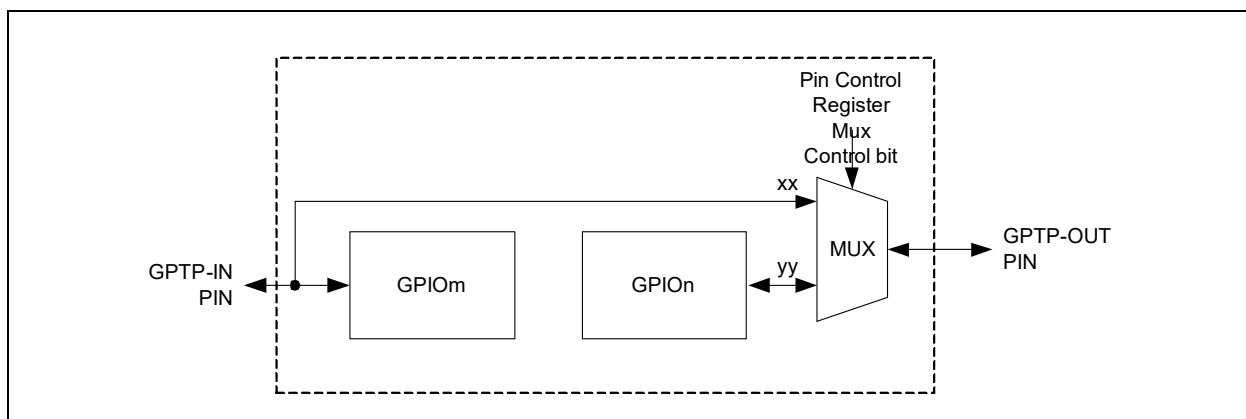 Pin Control
Register
Mux
Control bit
xx
MUX
GPTP-OUT
PIN
GPTP-IN
PIN
GPIOm
GPIOn
yy